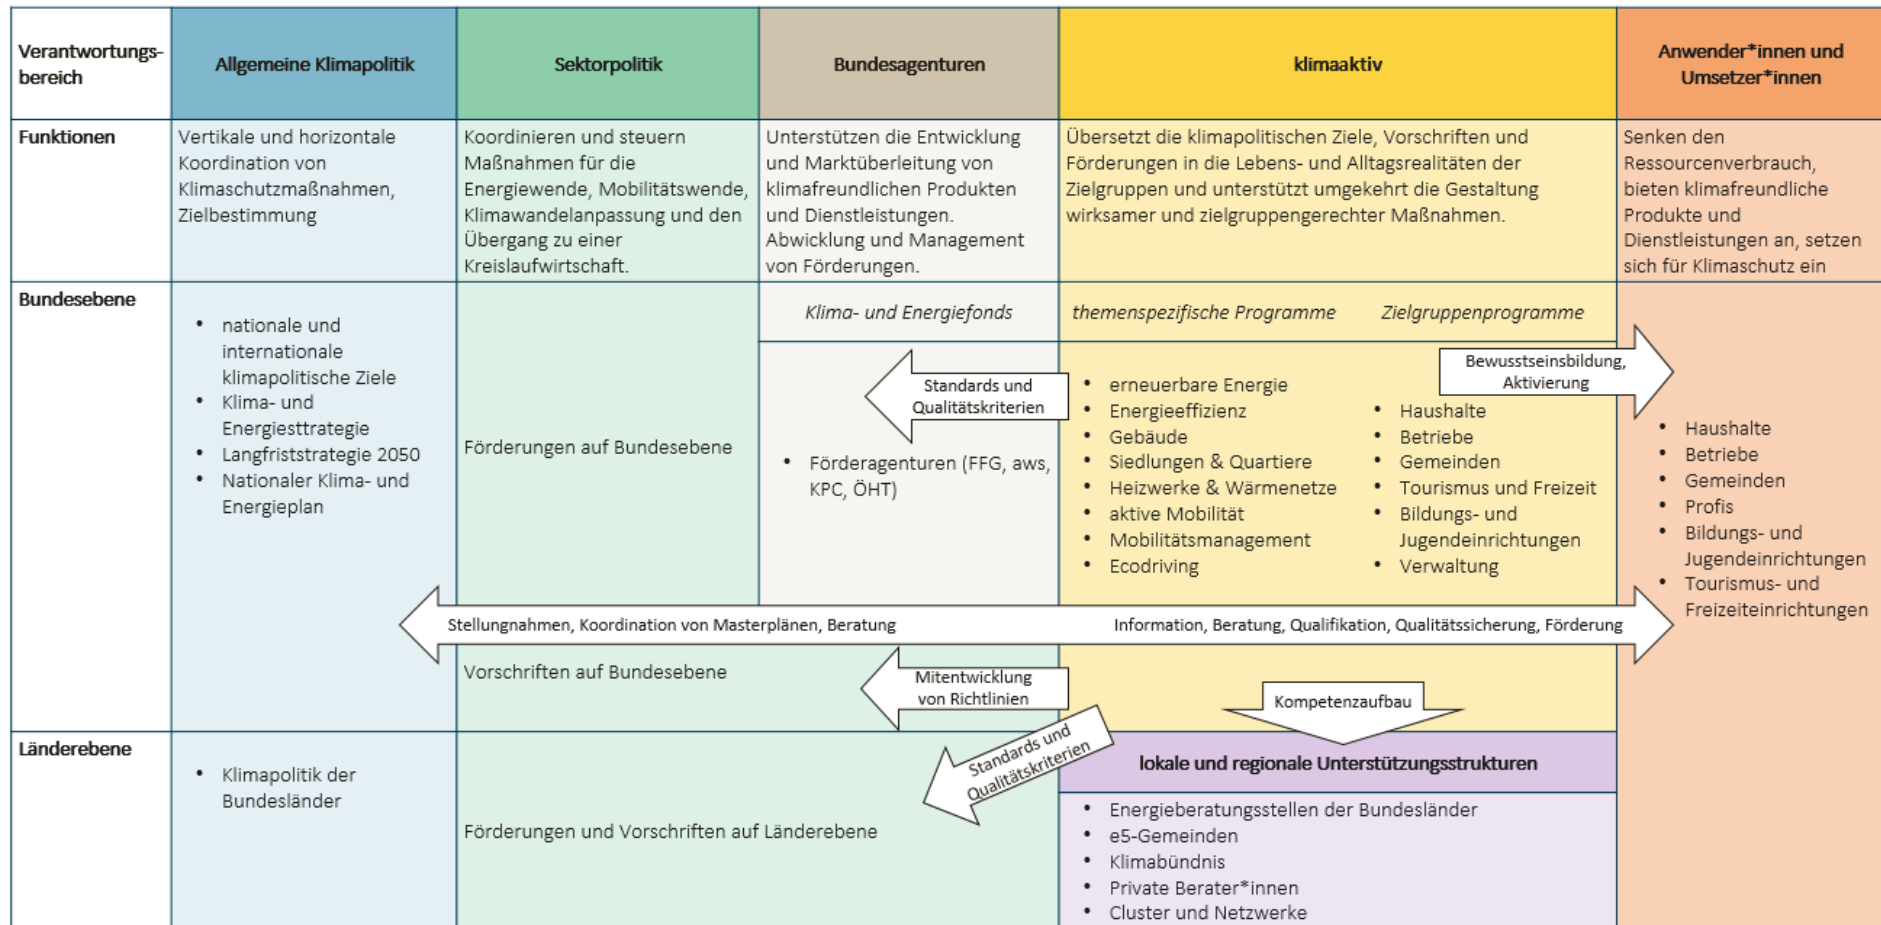 Verantwortungs-
bereich
Allgemeine Klimapolitik
Sektorpolitik
Bundesagenturen
klimaaktiv
Anwender*innen und
Umsetzer*innen
Funktionen
Vertikale und horizontale
Koordination von
Klimaschutzmaßnahmen,
Zielbestimmung
Koordinieren und steuern
Maßnahmen für die
Energiewende, Mobilitätswende,
Klimawandelanpassung und den
Übergang zu einer
Kreislaufwirtschaft.
Unterstützen die Entwicklung
und Marktüberleitung von
klimafreundlichen Produkten
und Dienstleistungen.
Abwicklung und Management
von Förderungen.
Übersetzt die klimapolitischen Ziele, Vorschriften und
Förderungen in die Lebens- und Alltagsrealitäten der
Zielgruppen und unterstützt umgekehrt die Gestaltung
wirksamer und zielgruppengerechter Maßnahmen.
Senken den
Ressourcenverbrauch,
bieten klimafreundliche
Produkte und
Dienstleistungen an, setzen
sich für Klimaschutz ein
Bundesebene
• nationale und
internationale
klimapolitische Ziele
• Klima- und
Energiesttrategie
• Langfriststrategie 2050
• Nationaler Klima- und
Energieplan
Förderungen auf Bundesebene
Vorschriften auf Bundesebene
Klima- und Energiefonds
Standards und
Qualitätskriterien
• Förderagenturen (FFG, aws,
KPC, ÖHT)
themenspezifische Programme
• erneuerbare Energie
• Energieeffizienz
• Gebäude
• Siedlungen & Quartiere
• Heizwerke & Wärmenetze
• aktive Mobilität
• Mobilitätsmanagement
• Ecodriving
Zielgruppenprogramme
• Haushalte
• Betriebe
• Gemeinden
• Tourismus und Freizeit
• Bildungs- und
Jugendeinrichtungen
• Verwaltung
Bewusstseinsbildung,
Aktivierung
• Haushalte
• Betriebe
• Gemeinden
• Profis
• Bildungs- und
Jugendeinrichtungen
• Tourismus- und
Freizeiteinrichtungen
Stellungnahmen, Koordination von Masterplänen, Beratung
Information, Beratung, Qualifikation, Qualitätssicherung, Förderung
Mitentwicklung
von Richtlinien
Kompetenzaufbau
Länderebene
• Klimapolitik der
Bundesländer
Förderungen und Vorschriften auf Länderebene
Standards und
Qualitätskriterien
lokale und regionale Unterstützungsstrukturen
• Energieberatungsstellen der Bundesländer
• e5-Gemeinden
• Klimabündnis
• Private Berater*innen
• Cluster und Netzwerke